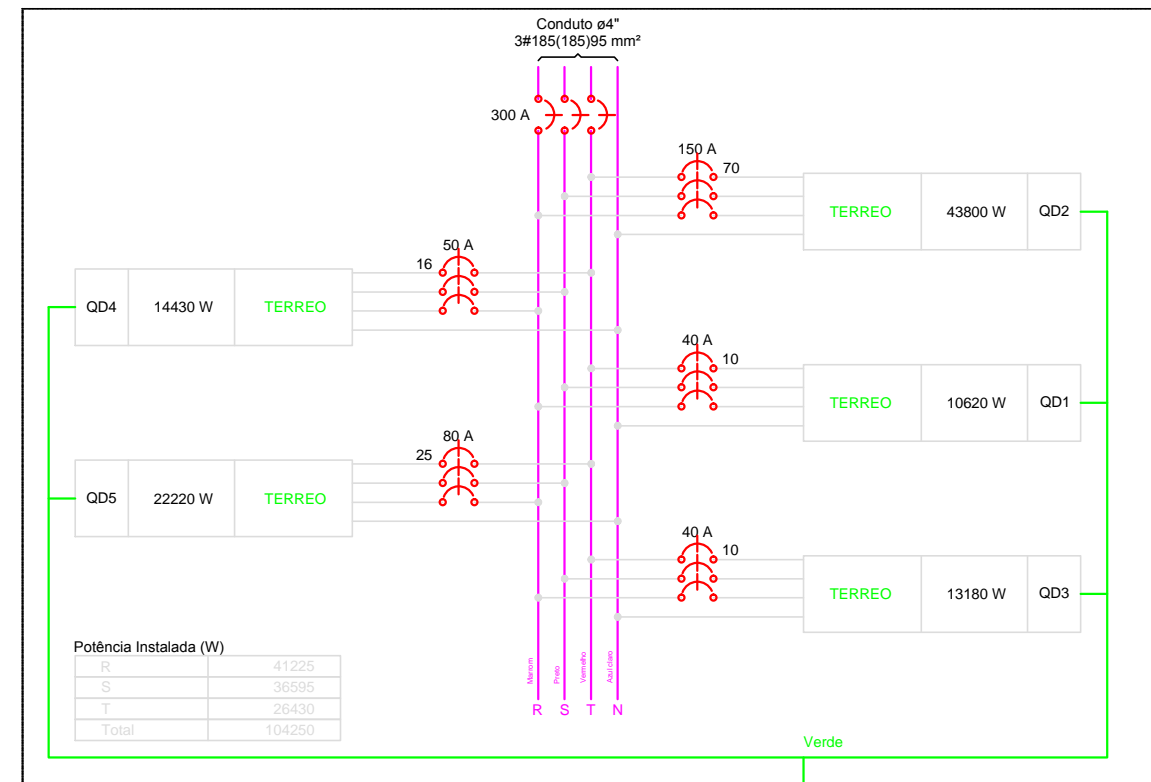 Conduto ø4"
3#185(185)95 mm²
300 A
150 A
70
TERREO 43800 W QD2
50 A
16
QD4 14430 W TERREO
40 A
10
TERREO 10620 W QD1
80 A
25
QD5 22220 W TERREO
40 A
10
TERREO 13180 W QD3
Potência Instalada (W)
R 41225
S 36595
T 26430
Total 104250
Marrom
Preto
Vermelho
Azul claro
R S T N
Verde